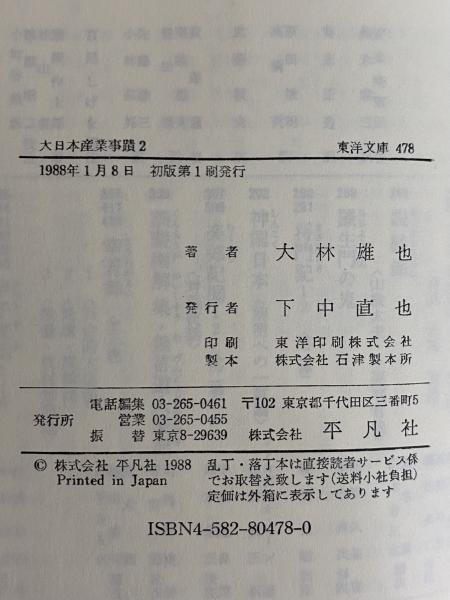 大日本産業事蹟2 東洋文庫 478
1988年1月8日 初版第1刷発行
著者 大林雄也
発行者 下中直也
印刷 東洋印刷株式会社
製本 株式会社 石津製本所
電話編集 03-265-0461 〒102 東京都千代田区三番町5
発行所 営業 03-265-0455
振替 東京8-29639 株式会社 平凡社
© 株式会社 平凡社 1988 乱丁・落丁本は直接読者サービス係
Printed in Japan でお取替え致します(送料小社負担)
定価は外箱に表示してあります
ISBN4-582-80478-0